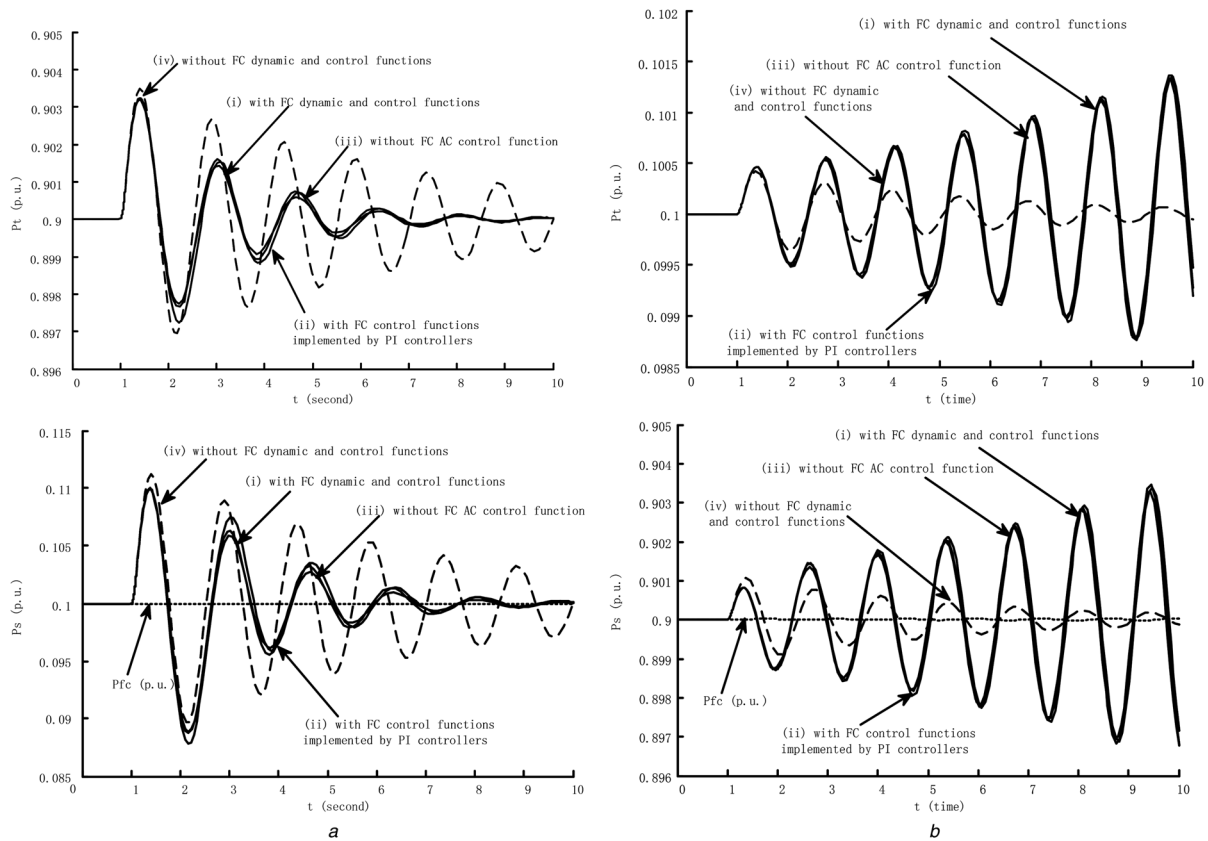 0.905
0.904
0.903
0.902
0.901
0.9
0.899
0.898
0.897
0.896
Pt (p.u.)
(iv) without FC dynamic and control functions
(i) with FC dynamic and control functions
(iii) without FC AC control function
(ii) with FC control functions
implemented by PI controllers
0 1 2 3 4 5 6 7 8 9 10
t (second)
0.102
0.1015
0.101
0.1005
0.1
0.0995
0.099
0.0985
Pt (p.u.)
(i) with FC dynamic and control functions
(iii) without FC AC control function
(iv) without FC dynamic
and control functions
(ii) with FC control functions
implemented by PI controllers
0 1 2 3 4 5 6 7 8 9 10
t (time)
0.115
0.11
0.105
0.1
0.095
0.09
0.085
Ps (p.u.)
(iv) without FC dynamic and control functions
(i) with FC dynamic and control functions
(iii) without FC AC control function
Pfc (p.u.)
(ii) with FC control functions
implemented by PI controllers
0 1 2 3 4 5 6 7 8 9 10
t (second)
a
0.905
0.904
0.903
0.902
0.901
0.9
0.899
0.898
0.897
0.896
Ps (p.u.)
(i) with FC dynamic and control functions
(iii) without FC AC control function
(iv) without FC dynamic
and control functions
Pfc (p.u.)
(ii) with FC control functions
implemented by PI controllers
0 1 2 3 4 5 6 7 8 9 10
t (time)
b